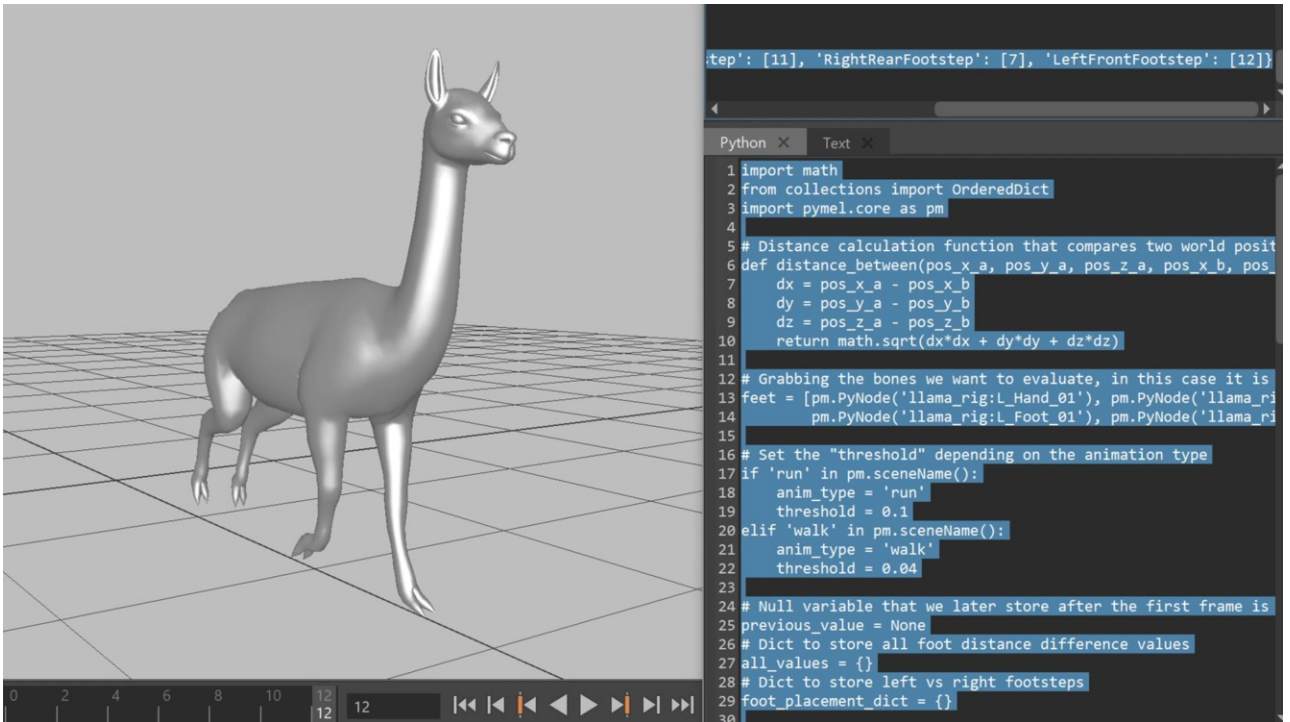 tep': [11], 'RightRearFootstep': [7], 'LeftFrontFootstep': [12]}
Python
Text
1 import math
2 from collections import OrderedDict
3 import pymel.core as pm
4
5 # Distance calculation function that compares two world posit
6 def distance_between(pos_x_a, pos_y_a, pos_z_a, pos_x_b, pos_
7     dx = pos_x_a - pos_x_b
8     dy = pos_y_a - pos_y_b
9     dz = pos_z_a - pos_z_b
10     return math.sqrt(dx*dx + dy*dy + dz*dz)
11
12 # Grabbing the bones we want to evaluate, in this case it is
13 feet = [pm.PyNode('llama_rig:L_Hand_01'), pm.PyNode('llama_ri
14         pm.PyNode('llama_rig:L_Foot_01'), pm.PyNode('llama_ri
15
16 # Set the "threshold" depending on the animation type
17 if 'run' in pm.sceneName():
18     anim_type = 'run'
19     threshold = 0.1
20 elif 'walk' in pm.sceneName():
21     anim_type = 'walk'
22     threshold = 0.04
23
24 # Null variable that we later store after the first frame is
25 previous_value = None
26 # Dict to store all foot distance difference values
27 all_values = {}
28 # Dict to store left vs right footsteps
29 foot_placement_dict = {}
30
0 2 4 6 8 10 12
12
12